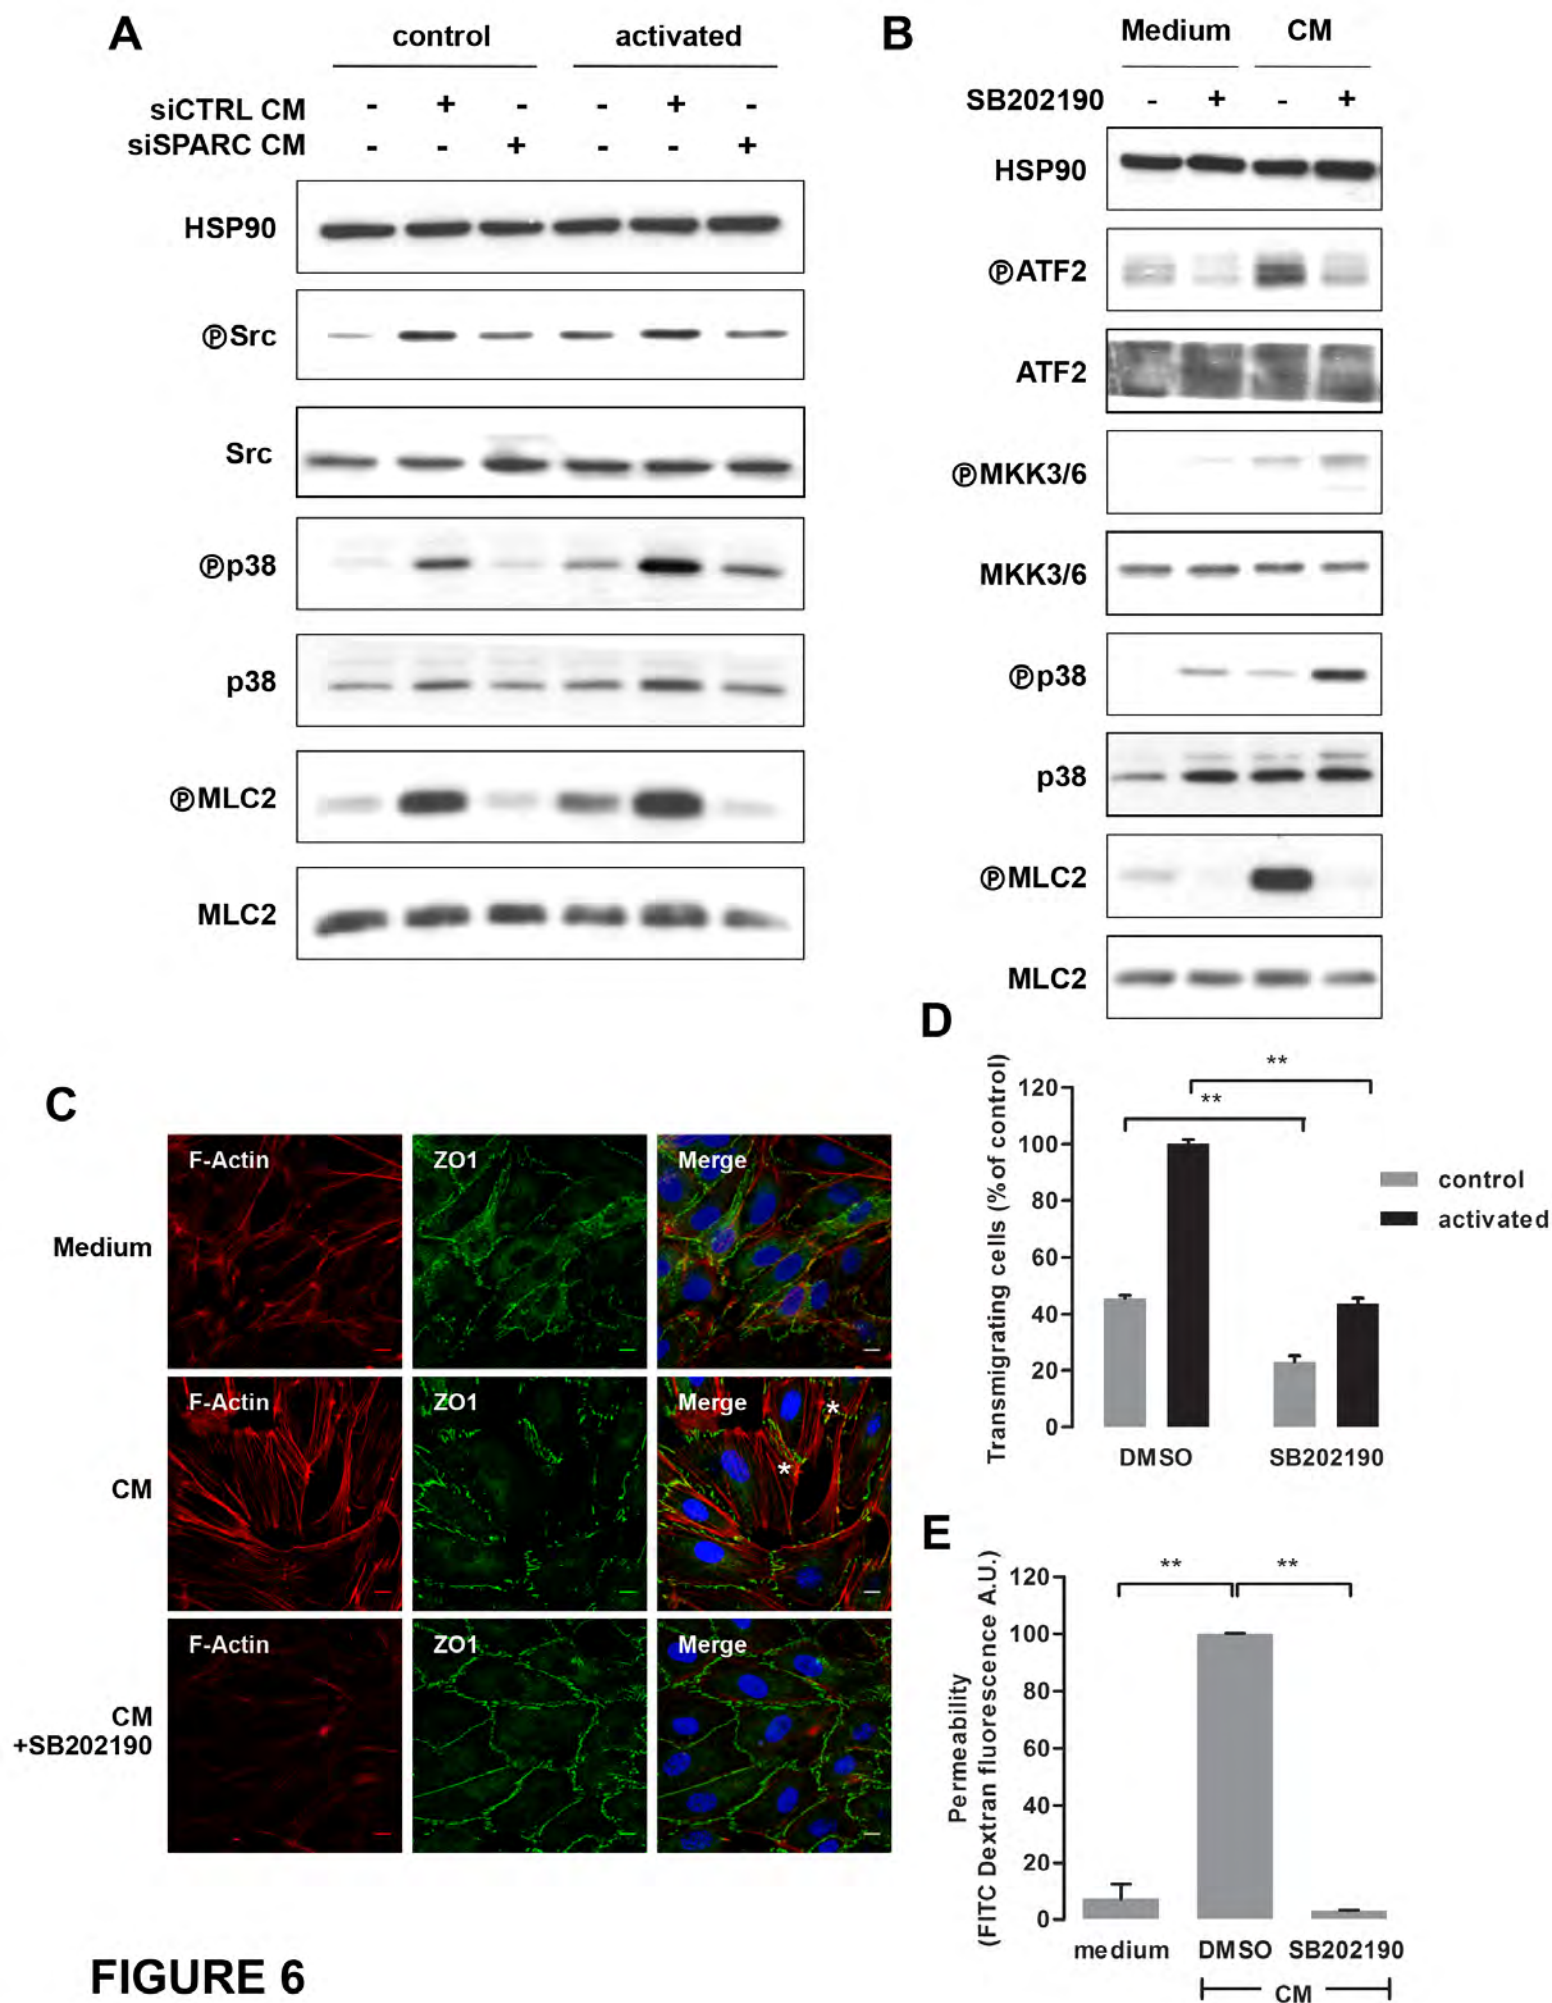 A
control activated
siCTRL CM - + - - + -
siSPARC CM - - + - - +
HSP90
ⓅSrc
Src
Ⓟp38
p38
ⓅMLC2
MLC2
B
Medium CM
SB202190 - + - +
HSP90
ⓅATF2
ATF2
ⓅMKK3/6
MKK3/6
Ⓟp38
p38
ⓅMLC2
MLC2
C
F-Actin ZO1 Merge
Medium
F-Actin ZO1 Merge
*
*
CM
F-Actin ZO1 Merge
CM
+SB202190
D
Transmigrating cells (% of control)
**
**
120
100
80
60
40
20
0
DMSO SB202190
control
activated
E
Permeability
(FITC Dextran fluorescence A.U.)
** **
120
100
80
60
40
20
0
medium DMSO SB202190
CM
FIGURE 6